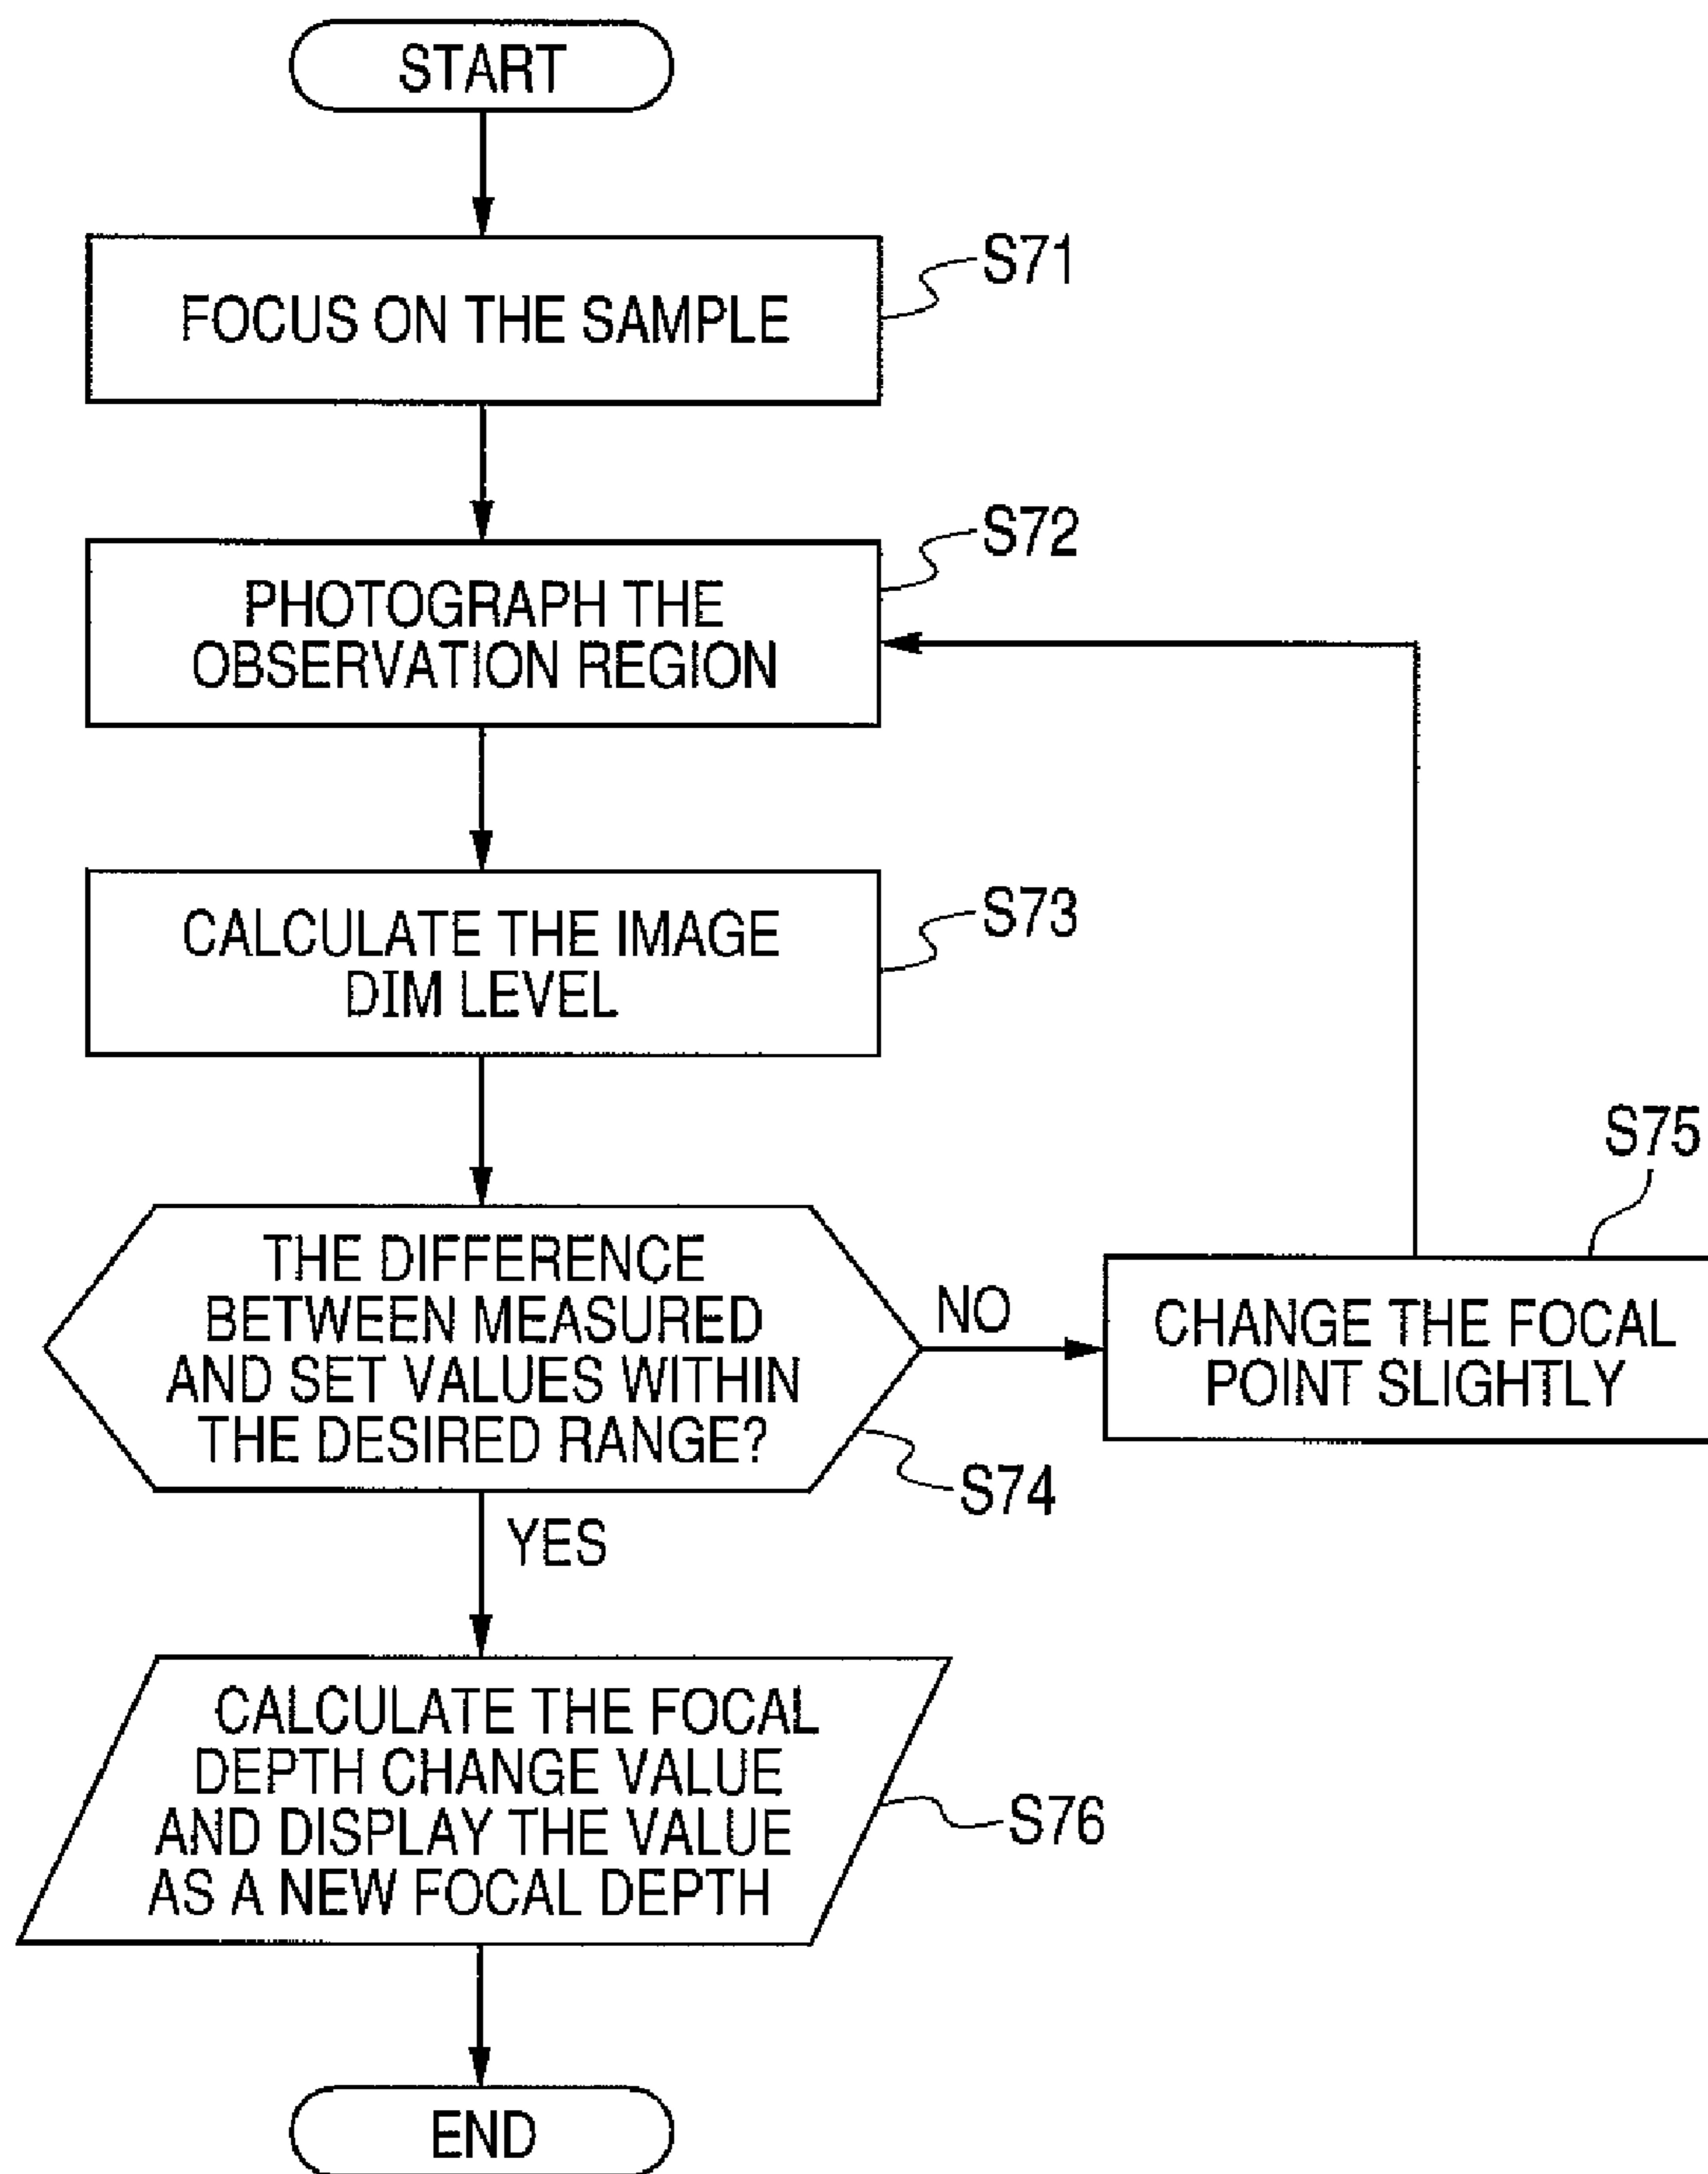 START
FOCUS ON THE SAMPLE
S71
PHOTOGRAPH THE
OBSERVATION REGION
S72
CALCULATE THE IMAGE
DIM LEVEL
S73
THE DIFFERENCE
BETWEEN MEASURED
AND SET VALUES WITHIN
THE DESIRED RANGE?
S74
NO
CHANGE THE FOCAL
POINT SLIGHTLY
S75
YES
CALCULATE THE FOCAL
DEPTH CHANGE VALUE
AND DISPLAY THE VALUE
AS A NEW FOCAL DEPTH
S76
END